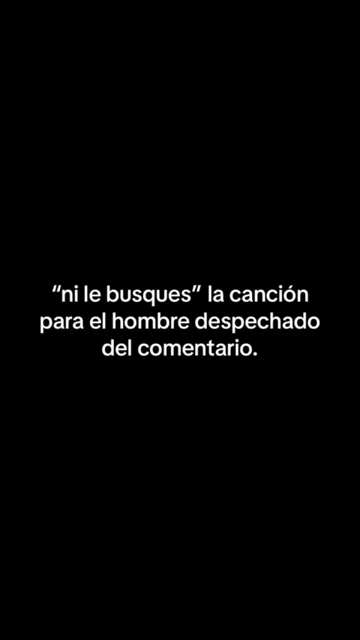 “ni le busques” la canción
para el hombre despechado
del comentario.